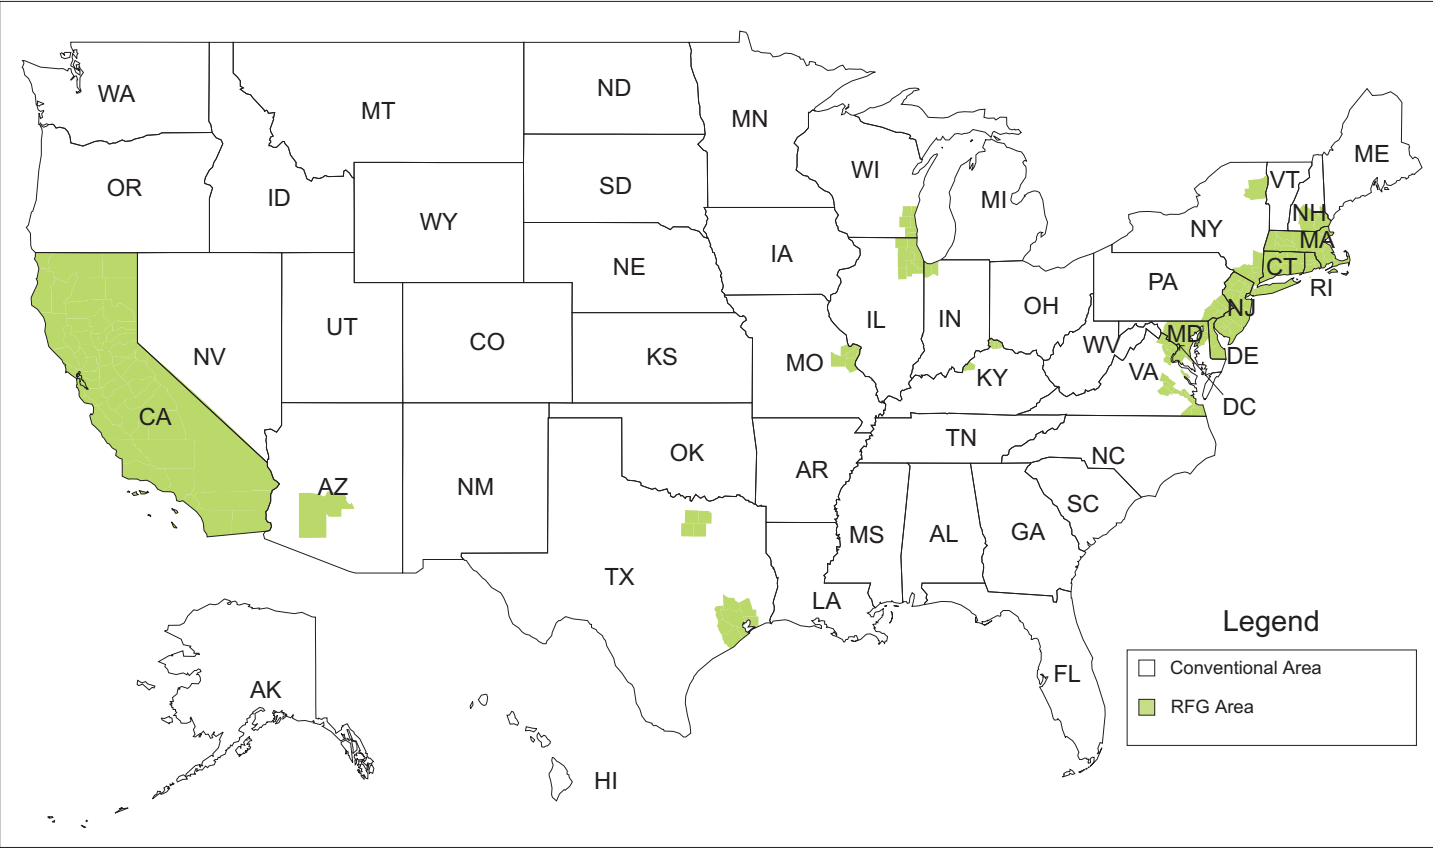 WA
MT
ND
MN
OR
ID
SD
WI
MI
ME
VT
NH
WY
NY
MA
NE
IA
PA
CT
RI
NV
UT
CO
KS
MO
IL
IN
OH
NJ
WV
MD
DE
KY
VA
DC
CA
AZ
NM
OK
AR
TN
NC
SC
MS
AL
GA
TX
LA
FL
AK
HI
Legend
Conventional Area
RFG Area